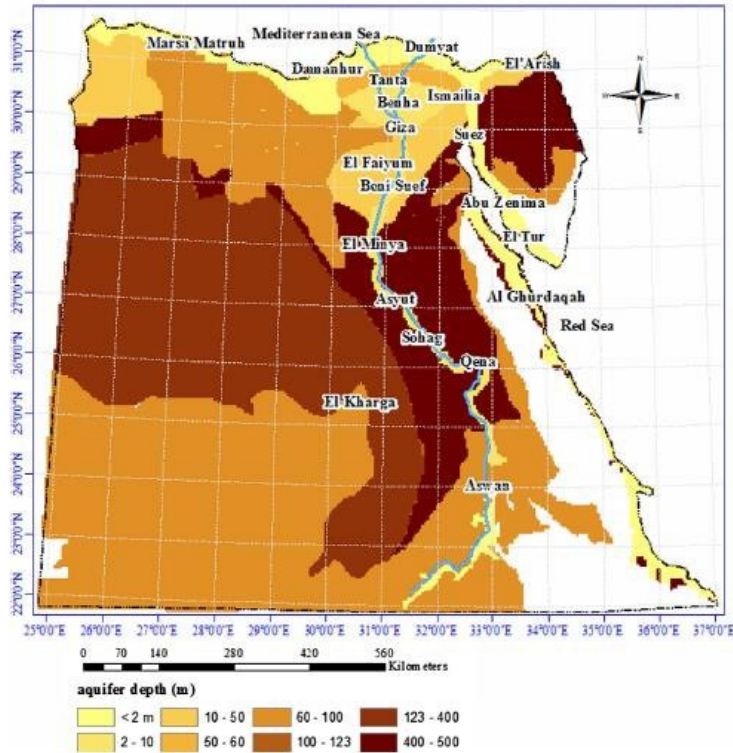 Mediterranean Sea
Marsa Matruh
Dumyat
El'Arish
Damanhur
Tanta
Benha
Ismailia
Giza
Suez
El Faiyum
Beni Suef
Abu Zenima
El Minya
El Tur
Asyut
Al Ghurdaqah
Sohag
Red Sea
Qena
El-Kharga
Aswan
N
W
E
S
31°0'0"N
30°0'0"N
29°0'0"N
28°0'0"N
27°0'0"N
26°0'0"N
25°0'0"N
24°0'0"N
23°0'0"N
22°0'0"N
25°0'0"E 26°0'0"E 27°0'0"E 28°0'0"E 29°0'0"E 30°0'0"E 31°0'0"E 32°0'0"E 33°0'0"E 34°0'0"E 35°0'0"E 36°0'0"E 37°0'0"E
0 70 140 280 420 560
Kilometers
aquifer depth (m)
< 2 m 10 - 50 60 - 100 123 - 400
2 - 10 50 - 60 100 - 123 400 - 500